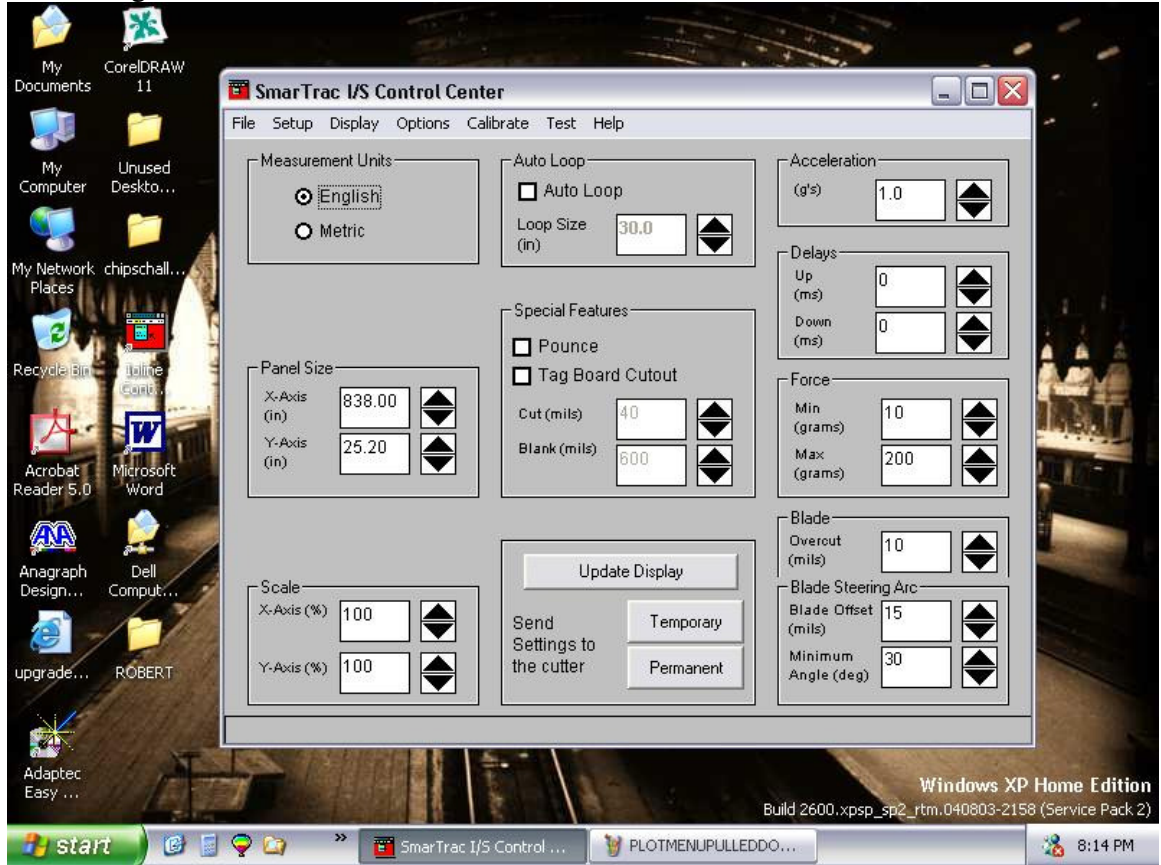 My Documents
CorelDRAW 11
My Computer
Unused Deskto...
My Network Places
chipschall...
Recycle Bin
Ioline Cont...
Acrobat Reader 5.0
Microsoft Word
Anagraph Design...
Dell Comput...
upgrade...
ROBERT
Adaptec Easy ...
SmarTrac I/S Control Center
File Setup Display Options Calibrate Test Help
Measurement Units
English
Metric
Panel Size
X-Axis (in) 838.00
Y-Axis (in) 25.20
Scale
X-Axis (%) 100
Y-Axis (%) 100
Auto Loop
Auto Loop
Loop Size (in) 30.0
Special Features
Pounce
Tag Board Cutout
Cut (mils) 40
Blank (mils) 600
Update Display
Send Settings to the cutter
Temporary
Permanent
Acceleration
(g's) 1.0
Delays
Up (ms) 0
Down (ms) 0
Force
Min (grams) 10
Max (grams) 200
Blade
Overcut (mils) 10
Blade Steering Arc
Blade Offset (mils) 15
Minimum Angle (deg) 30
Windows XP Home Edition
Build 2600.xpsp_sp2_rtm.040803-2158 (Service Pack 2)
start
»
SmarTrac I/S Control ...
PLOTMENUPULLEDDO...
8:14 PM